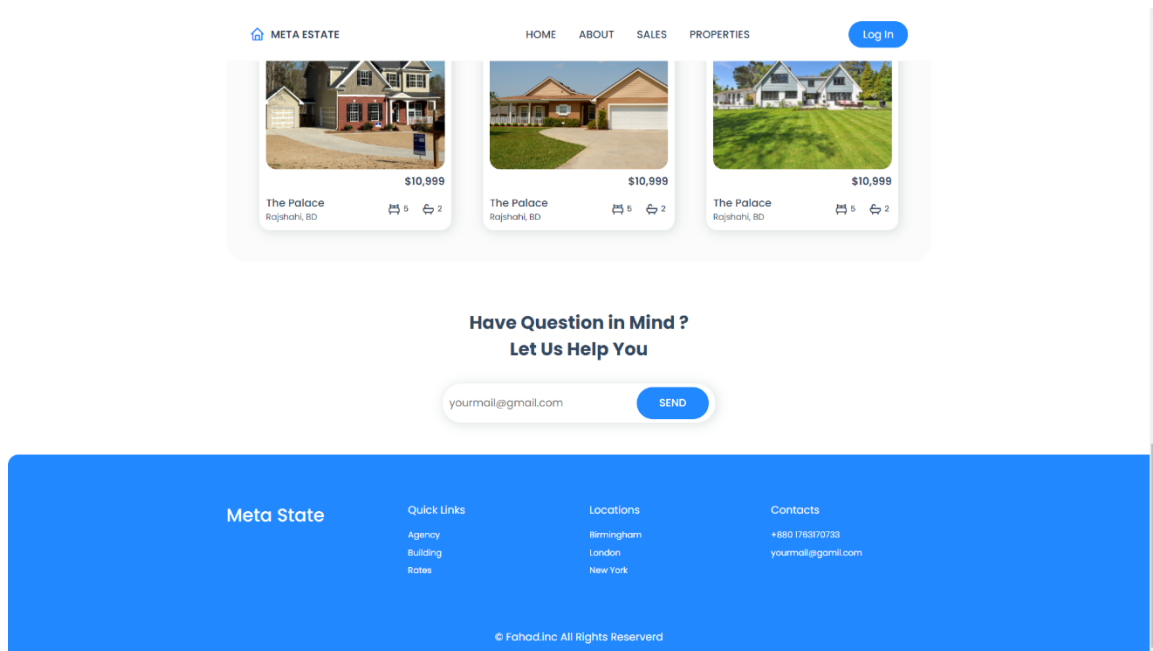 META ESTATE HOME ABOUT SALES PROPERTIES Log In
$10,999 $10,999 $10,999
The Palace 5 2 The Palace 5 2 The Palace 5 2
Rajshahi, BD Rajshahi, BD Rajshahi, BD
Have Question in Mind ?
Let Us Help You
yourmail@gmail.com SEND
Meta State Quick Links Locations Contacts
Agency Birmingham +880 1763170733
Building London yourmail@gamil.com
Rates New York
© Fahad.inc All Rights Reserverd